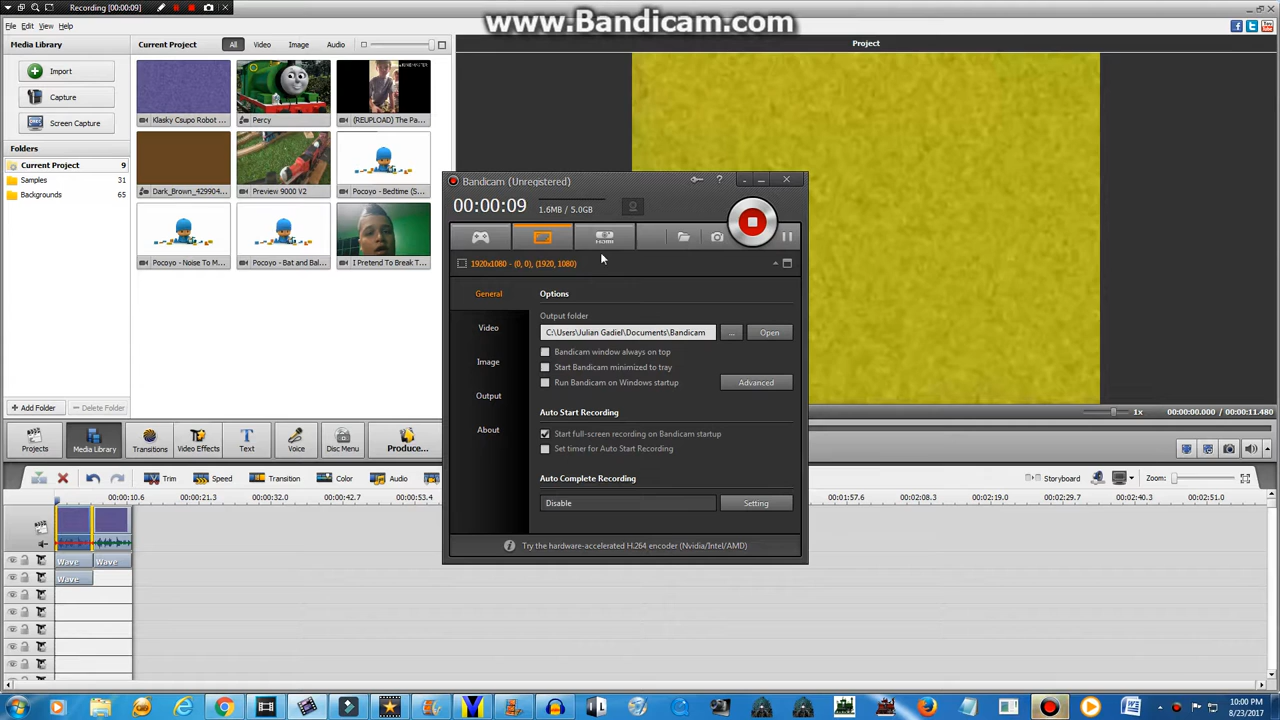 Recording [00:00:09]
www.Bandicam.com
File Edit View Help
Media Library
Current Project
All Video Image Audio
Project
Import
Capture
Screen Capture
Folders
Current Project 9
Samples 31
Backgrounds 65
Klasky Csupo Robot ...
Percy
(REUPLOAD) The Pa...
Dark_Brown_429904...
Preview 9000 V2
Pocoyo - Bedtime (S...
Pocoyo - Noise To M...
Pocoyo - Bat and Bal...
I Pretend To Break T...
Add Folder
Delete Folder
Bandicam (Unregistered)
00:00:09
1.6MB / 5.0GB
HDMI
1920x1080 - (0, 0), (1920, 1080)
General
Video
Image
Output
About
Options
Output folder
C:\Users\Julian Gadiel\Documents\Bandicam
...
Open
Bandicam window always on top
Start Bandicam minimized to tray
Run Bandicam on Windows startup
Advanced
Auto Start Recording
Start full-screen recording on Bandicam startup
Set timer for Auto Start Recording
Auto Complete Recording
Disable
Setting
Try the hardware-accelerated H.264 encoder (Nvidia/Intel/AMD)
1x 00:00:00.000 / 00:00:11.480
Projects
Media Library
Transitions
Video Effects
Text
Voice
Disc Menu
Produce...
Trim
Speed
Transition
Color
Audio
Storyboard
Zoom:
00:00:10.6 00:00:21.3 00:00:32.0 00:00:42.7 00:00:53.4
00:01:57.6 00:02:08.3 00:02:19.0 00:02:29.7 00:02:40.3 00:02:51.0
Wave Wave
Wave
10:00 PM
8/23/2017